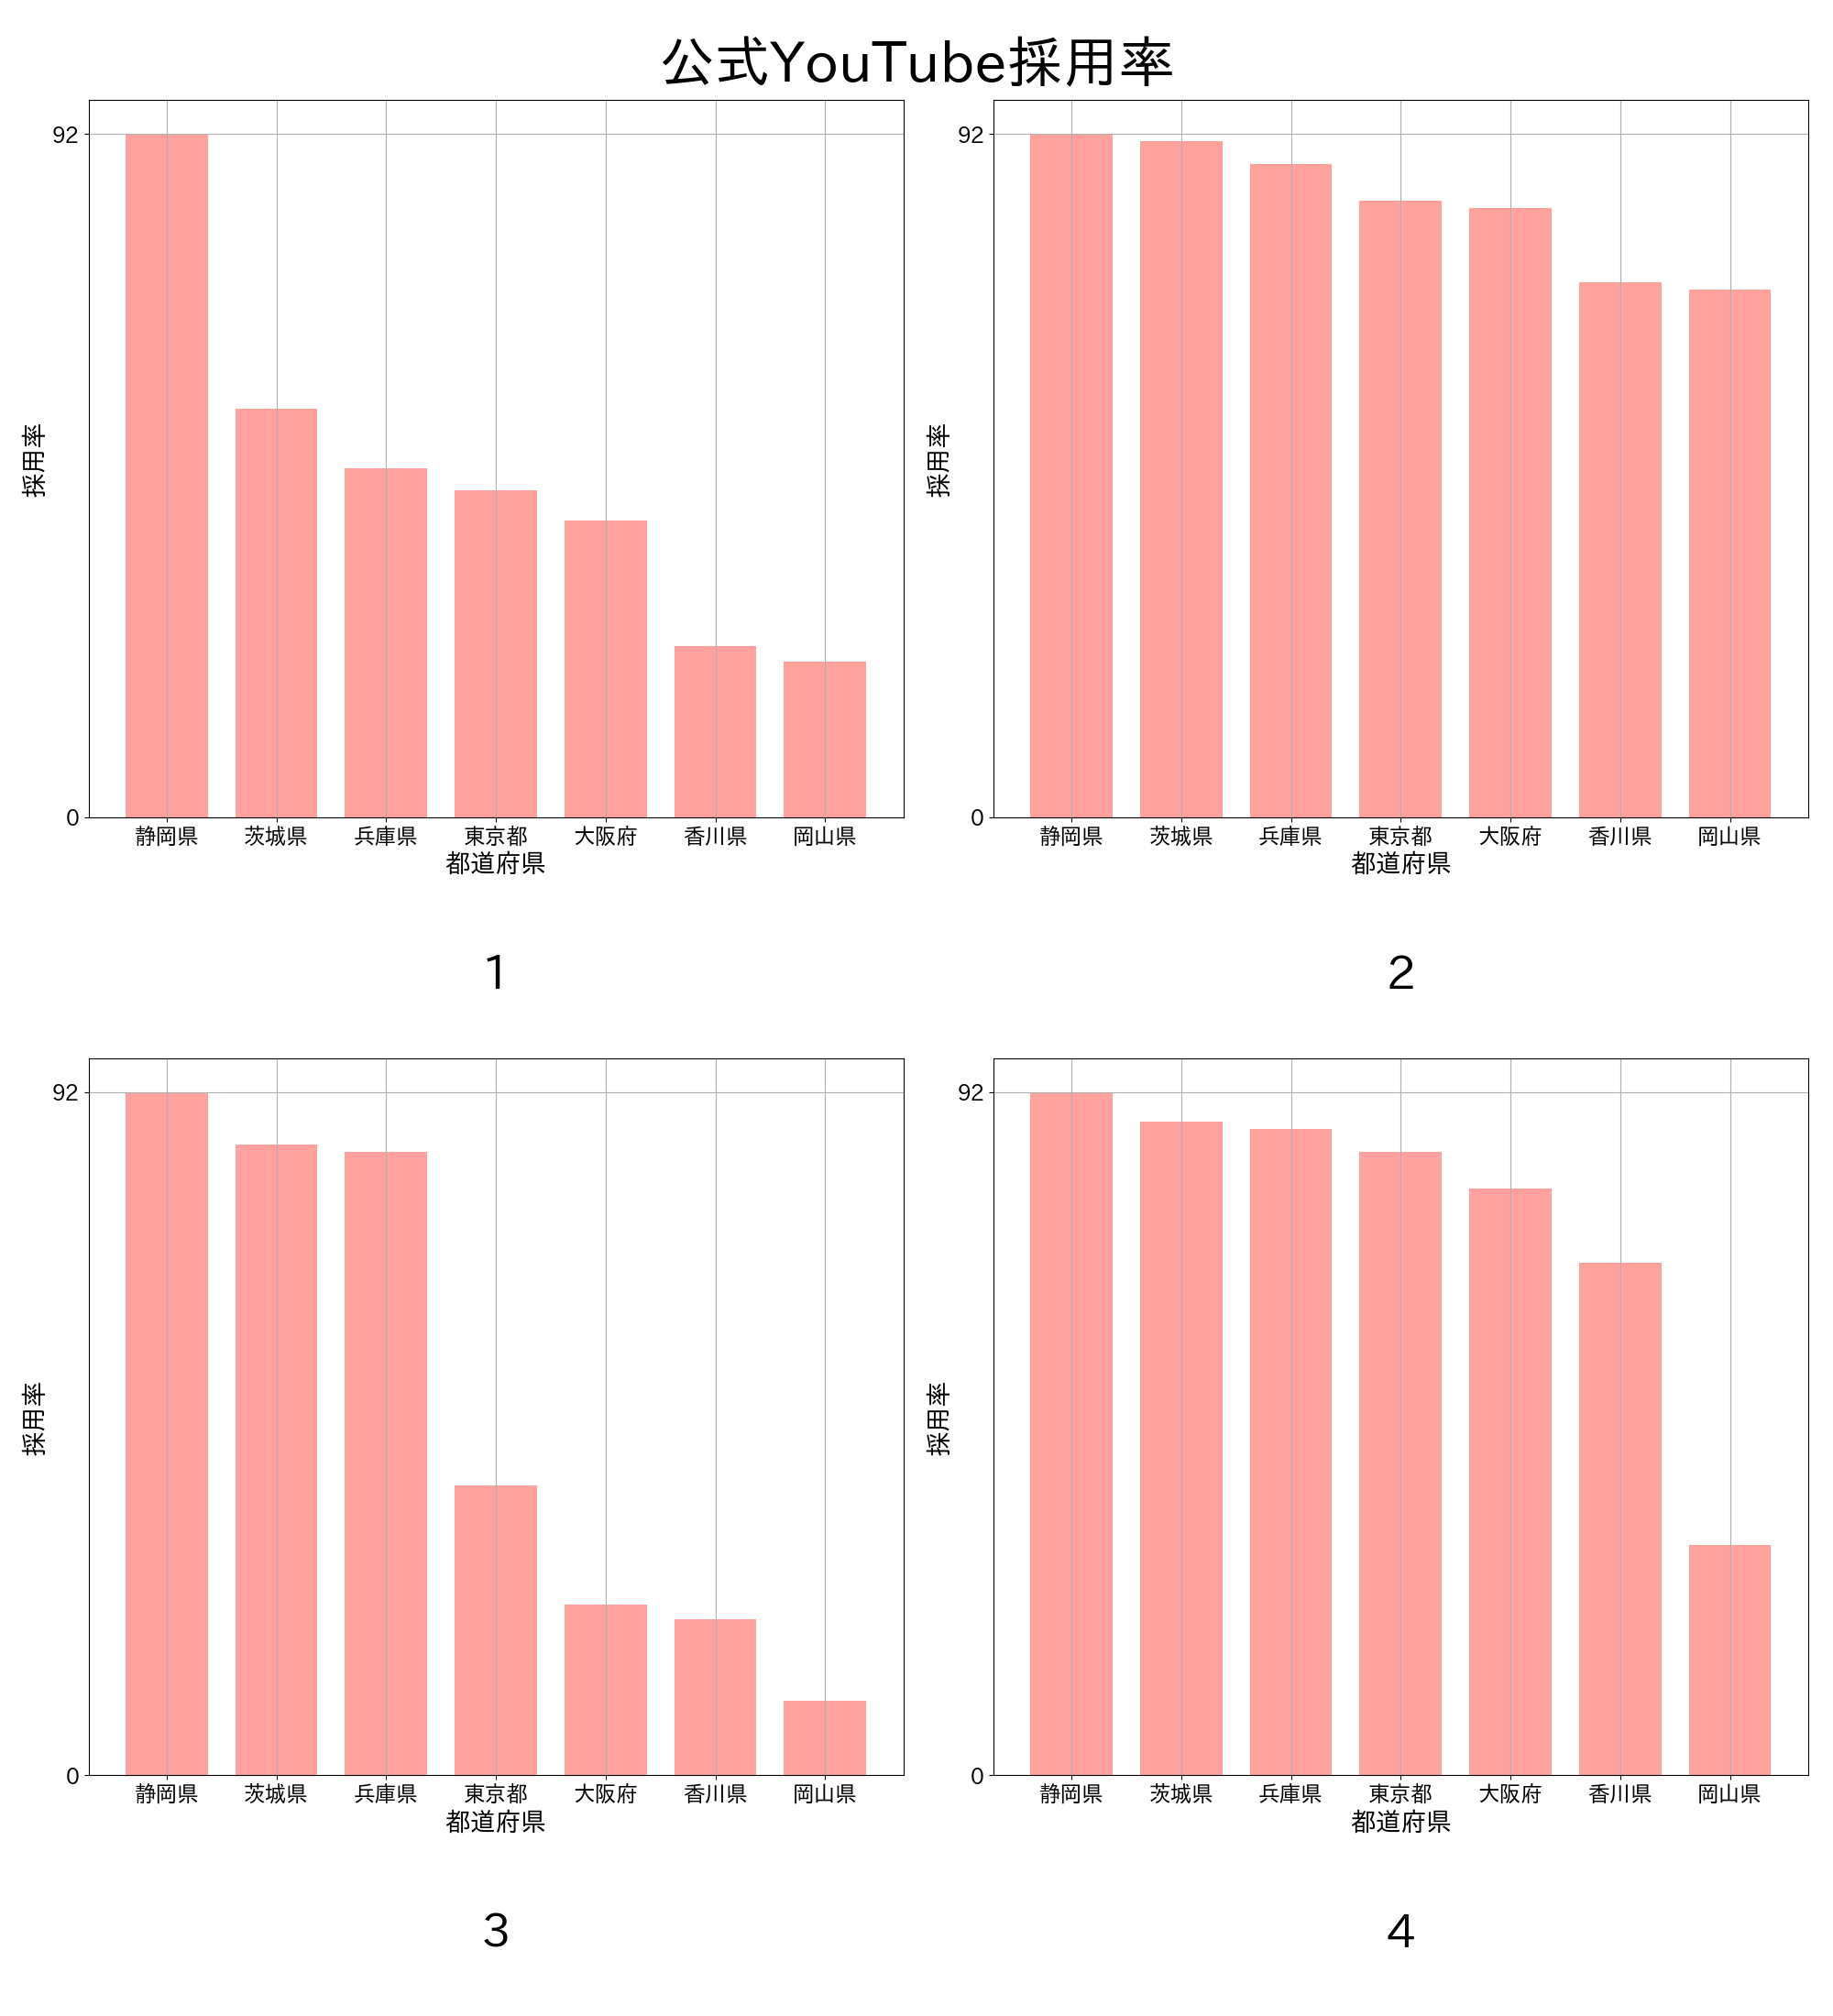 公式YouTube採用率
92
0
採用率
静岡県 茨城県 兵庫県 東京都 大阪府 香川県 岡山県
都道府県
1
92
0
採用率
静岡県 茨城県 兵庫県 東京都 大阪府 香川県 岡山県
都道府県
2
92
0
採用率
静岡県 茨城県 兵庫県 東京都 大阪府 香川県 岡山県
都道府県
3
92
0
採用率
静岡県 茨城県 兵庫県 東京都 大阪府 香川県 岡山県
都道府県
4